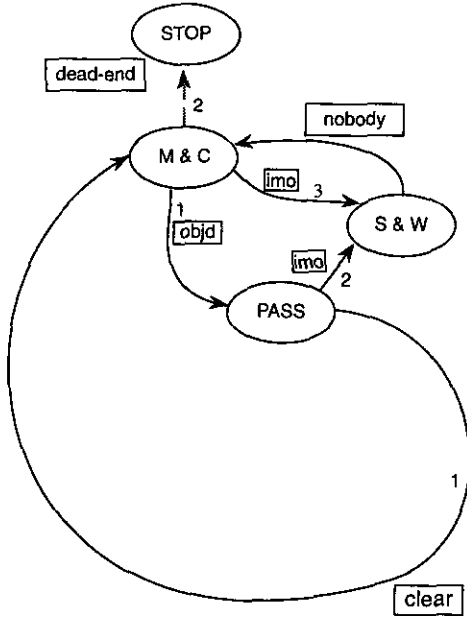 STOP
dead-end
2
nobody
M & C
imo
3
1
objd
S & W
imo
2
PASS
1
clear